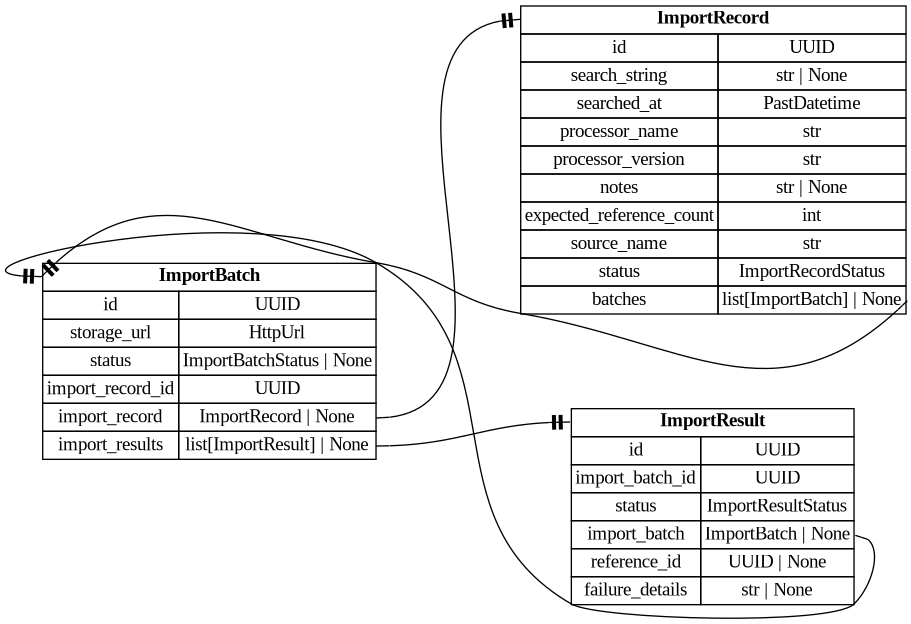 ImportRecord
id UUID
search_string str | None
searched_at PastDatetime
processor_name str
processor_version str
notes str | None
expected_reference_count int
source_name str
status ImportRecordStatus
batches list[ImportBatch] | None
ImportBatch
id UUID
storage_url HttpUrl
status ImportBatchStatus | None
import_record_id UUID
import_record ImportRecord | None
import_results list[ImportResult] | None
ImportResult
id UUID
import_batch_id UUID
status ImportResultStatus
import_batch ImportBatch | None
reference_id UUID | None
failure_details str | None